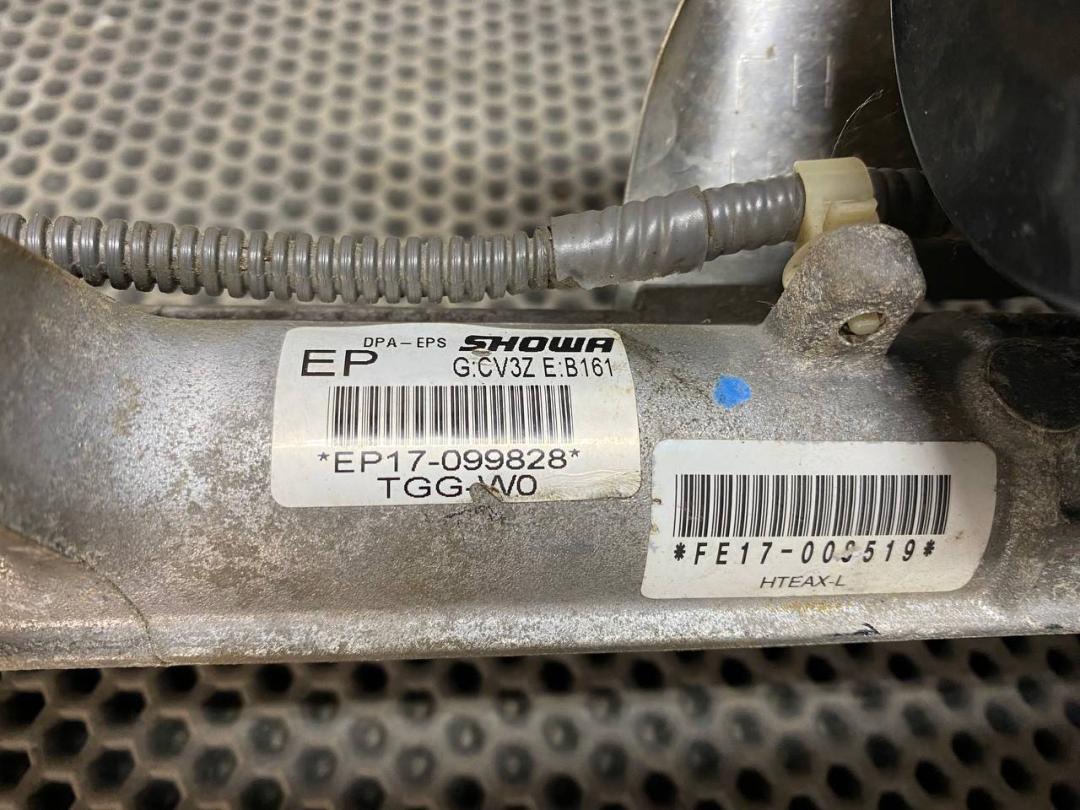 DPA-EPS SHOWA
EP G:CV3Z E:B161
*EP17-099828*
TGG-W0
HTEAX-L